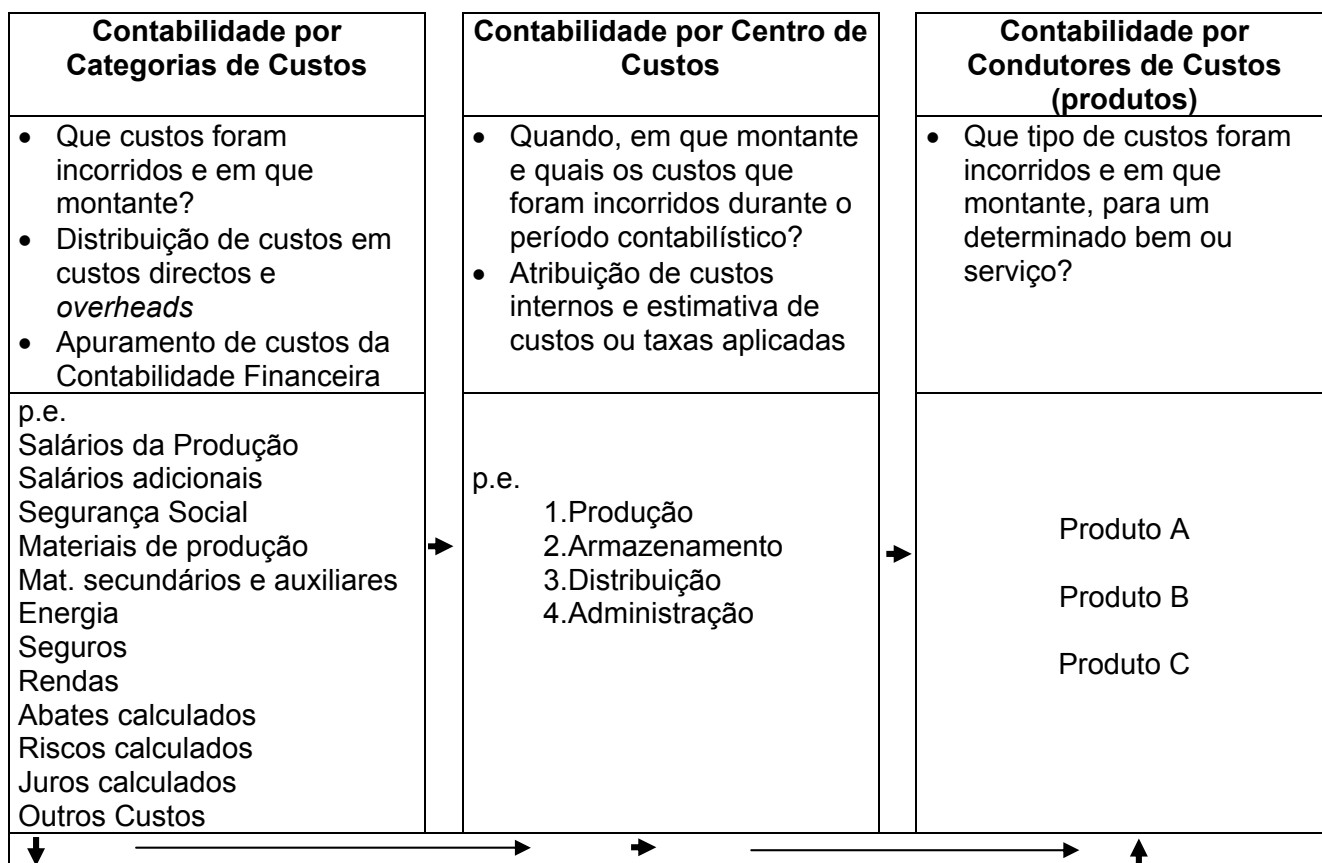 Contabilidade por
Categorias de Custos
• Que custos foram
incorridos e em que
montante?
• Distribuição de custos em
custos directos e
overheads
• Apuramento de custos da
Contabilidade Financeira
p.e.
Salários da Produção
Salários adicionais
Segurança Social
Materiais de produção
Mat. secundários e auxiliares
Energia
Seguros
Rendas
Abates calculados
Riscos calculados
Juros calculados
Outros Custos
Contabilidade por Centro de
Custos
• Quando, em que montante
e quais os custos que
foram incorridos durante o
período contabilístico?
• Atribuição de custos
internos e estimativa de
custos ou taxas aplicadas
p.e.
1.Produção
2.Armazenamento
3.Distribuição
4.Administração
Contabilidade por
Condutores de Custos
(produtos)
• Que tipo de custos foram
incorridos e em que
montante, para um
determinado bem ou
serviço?
Produto A
Produto B
Produto C